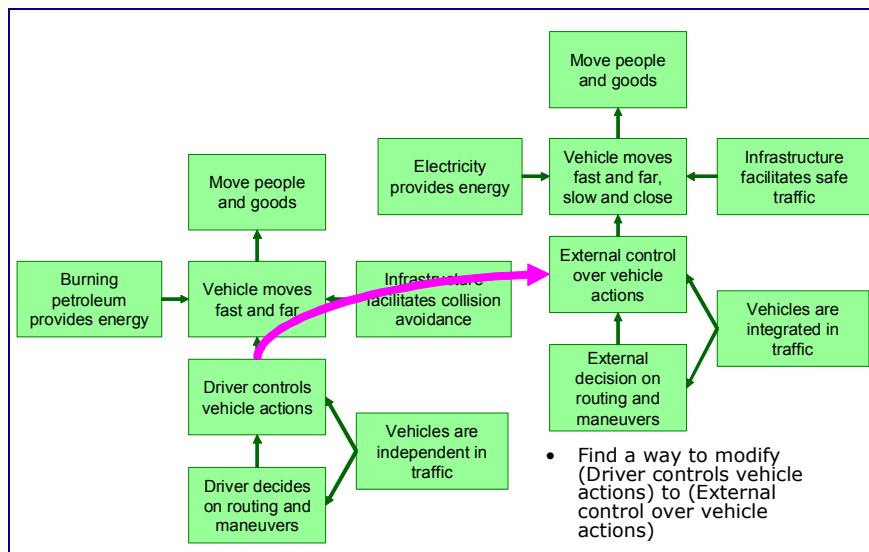 Move people
and goods
Electricity
provides energy
Vehicle moves
fast and far,
slow and close
Infrastructure
facilitates safe
traffic
External control
over vehicle
actions
Vehicles are
integrated in
traffic
External
decision on
routing and
maneuvers
Move people
and goods
Burning
petroleum
provides energy
Vehicle moves
fast and far
Infrastructure
facilitates collision
avoidance
Driver controls
vehicle actions
Vehicles are
independent in
traffic
Driver decides
on routing and
maneuvers
• Find a way to modify
(Driver controls vehicle
actions) to (External
control over vehicle
actions)